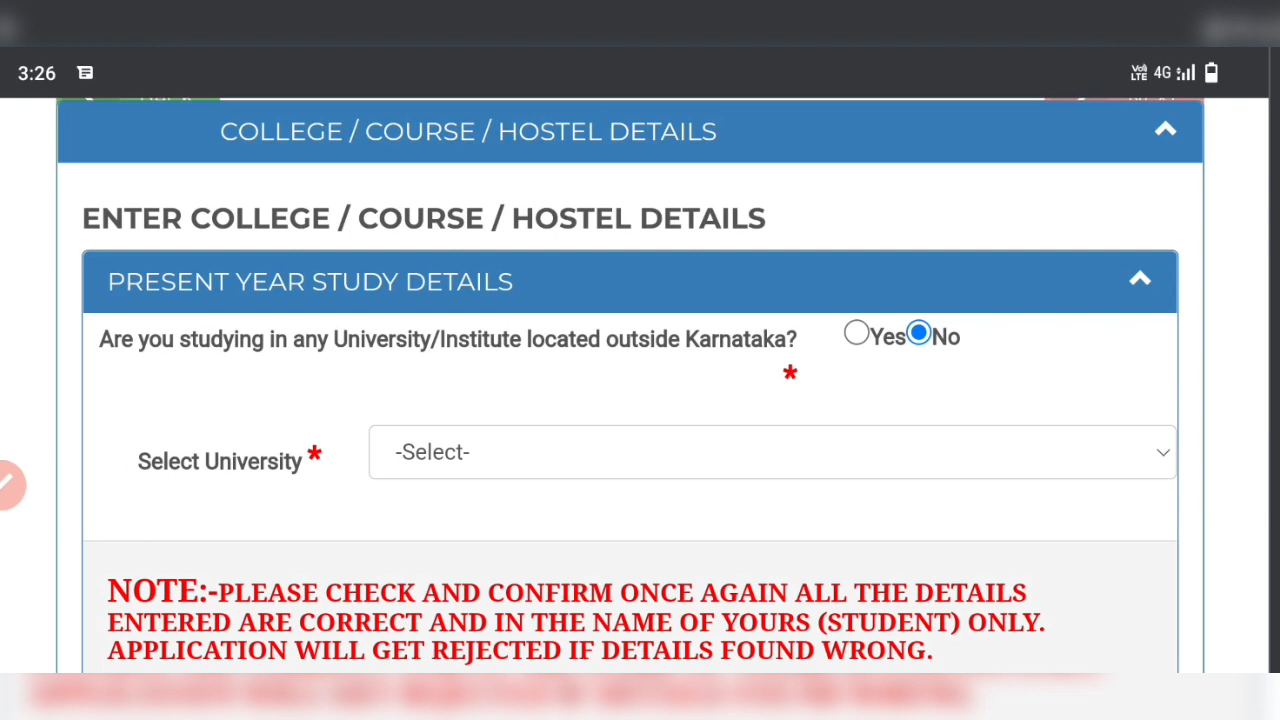 3:26
VoD LTE 4G
COLLEGE / COURSE / HOSTEL DETAILS
ENTER COLLEGE / COURSE / HOSTEL DETAILS
PRESENT YEAR STUDY DETAILS
Are you studying in any University/Institute located outside Karnataka? Yes No
*
Select University * -Select-
NOTE:-PLEASE CHECK AND CONFIRM ONCE AGAIN ALL THE DETAILS
ENTERED ARE CORRECT AND IN THE NAME OF YOURS (STUDENT) ONLY.
APPLICATION WILL GET REJECTED IF DETAILS FOUND WRONG.